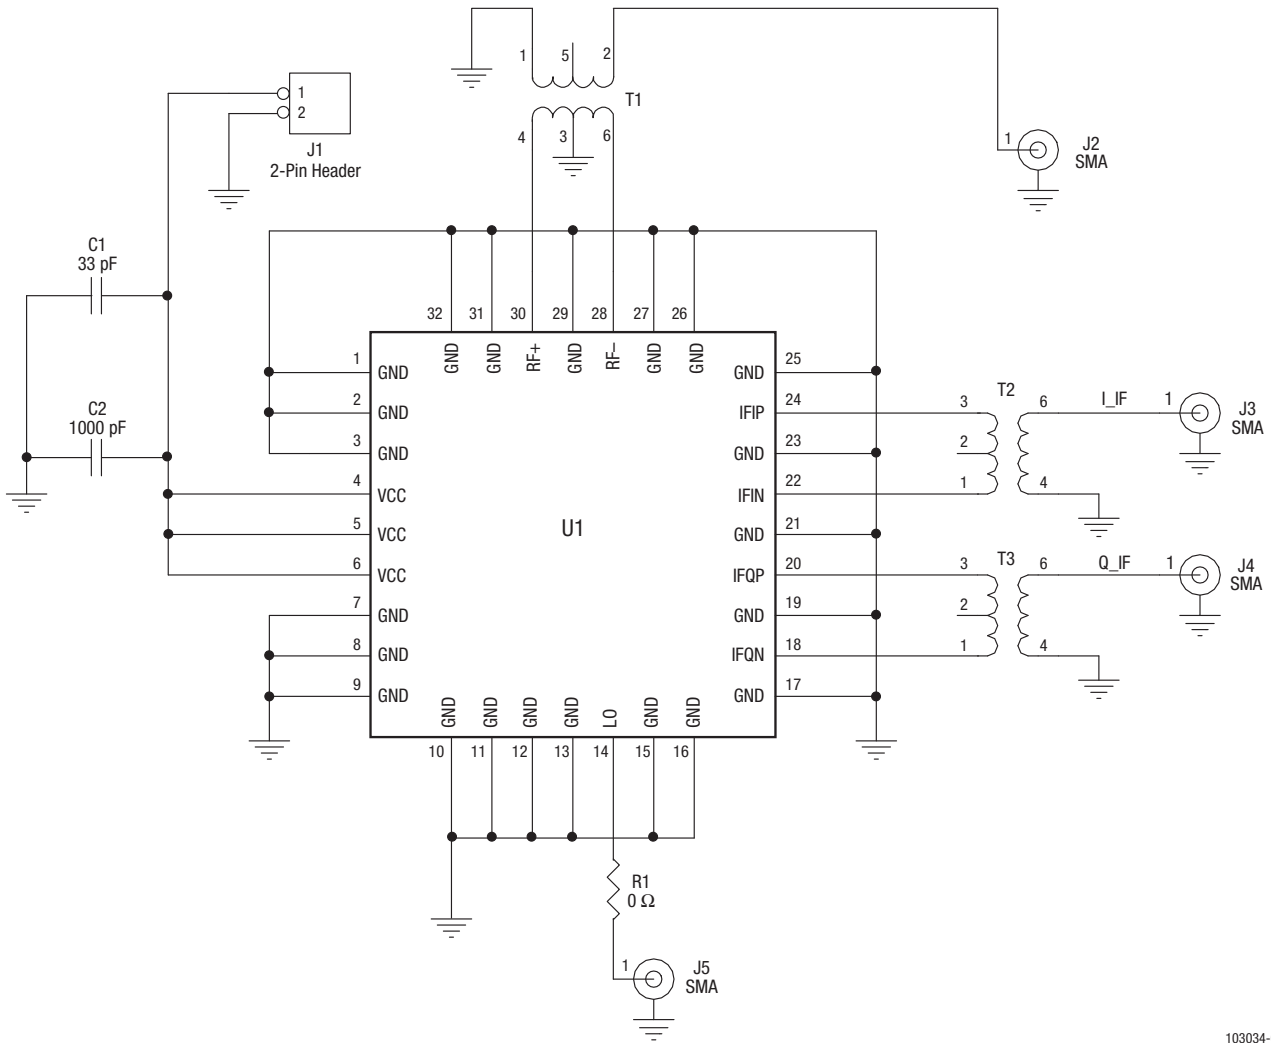 1 5 2
T1
4 3 6
1
2
J1
2-Pin Header
1
J2
SMA
C1
33 pF
C2
1000 pF
32 31 30 29 28 27 26
GND GND RF+ GND RF– GND GND
1 GND
2 GND
3 GND
4 VCC
5 VCC
6 VCC
7 GND
8 GND
9 GND
U1
GND 25
IFIP 24
GND 23
IFIN 22
GND 21
IFQP 20
GND 19
IFQN 18
GND 17
T2
3 6 I_IF 1
2
1 4
J3
SMA
T3
3 6 Q_IF 1
2
1 4
J4
SMA
GND GND GND GND LO GND GND
10 11 12 13 14 15 16
R1
0 Ω
1
J5
SMA
103034-